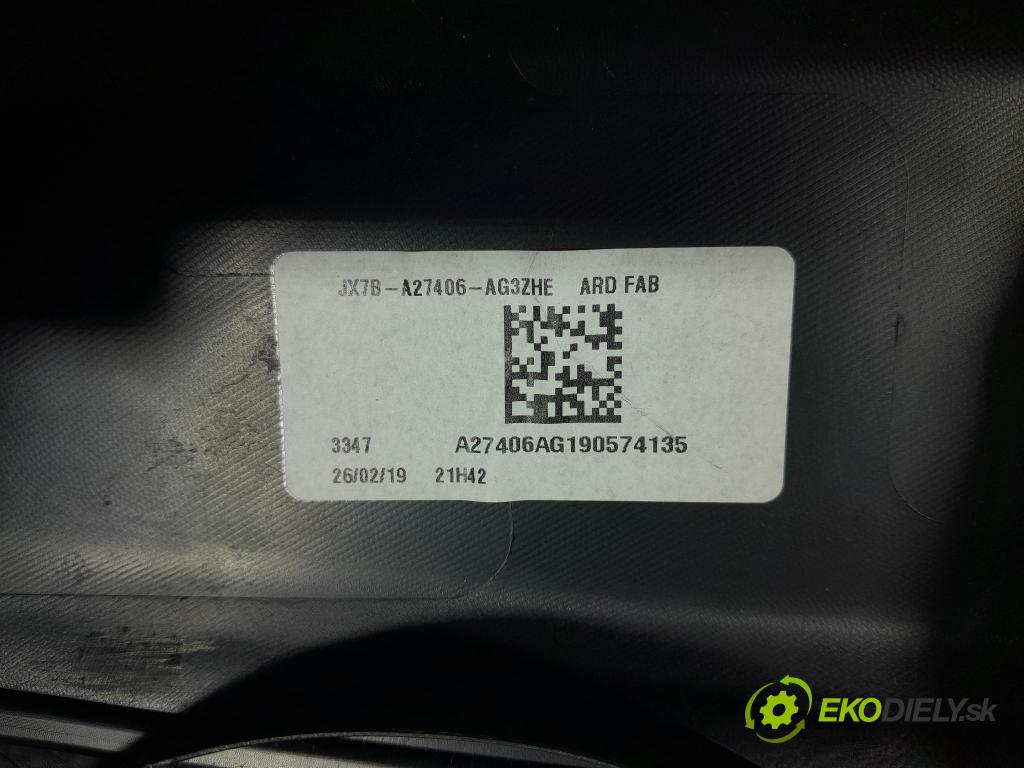 JX7B-A27406-AG3ZHE ARD FAB
3347 A27406AG190574135
26/02/19 21H42
EKODIELY.sk